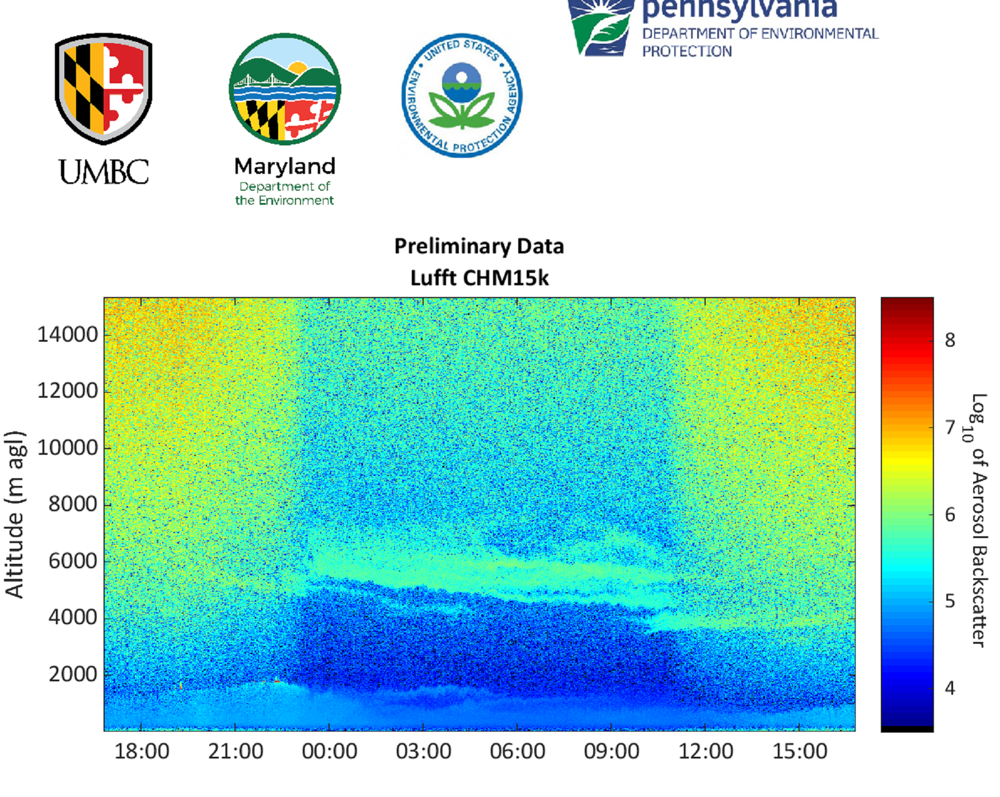 pennsylvania
DEPARTMENT OF ENVIRONMENTAL
PROTECTION
UNITED STATES
ENVIRONMENTAL PROTECTION AGENCY
UMBC
Maryland
Department of
the Environment
Preliminary Data
Lufft CHM15k
Altitude (m agl)
14000
12000
10000
8000
6000
4000
2000
18:00
21:00
00:00
03:00
06:00
09:00
12:00
15:00
8
7
6
5
4
Log10 of Aerosol Backscatter